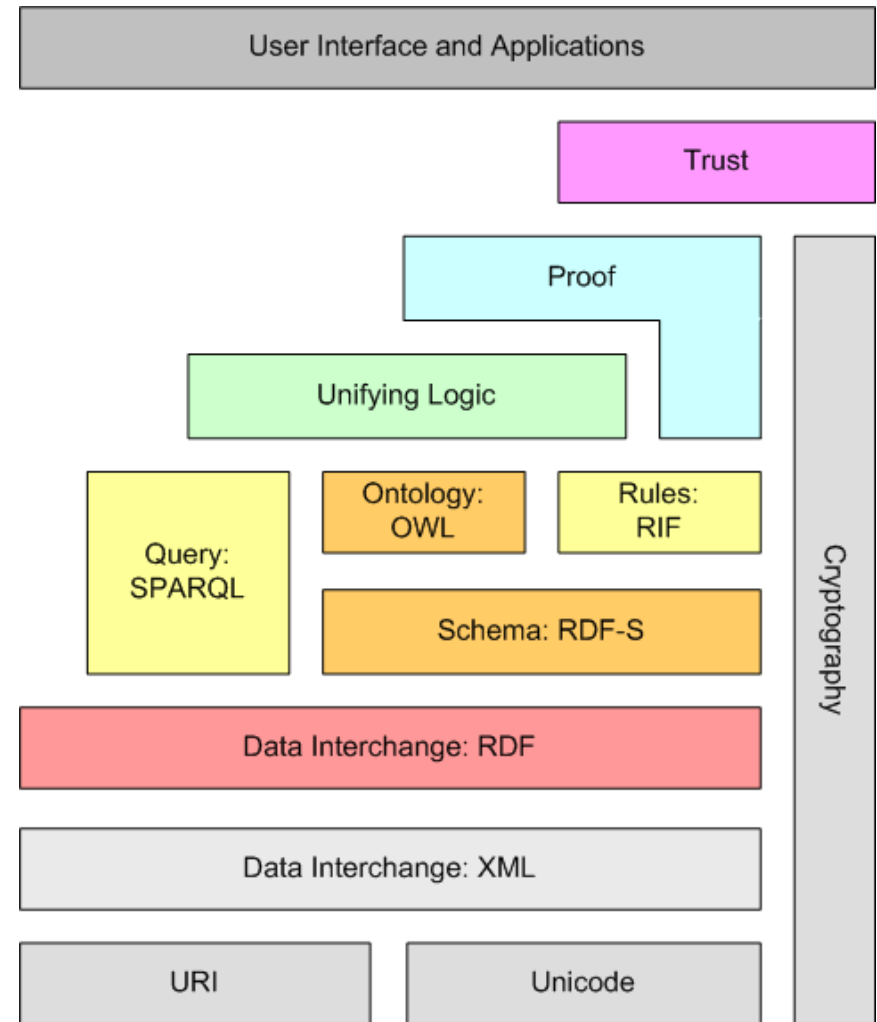 User Interface and Applications
Trust
Proof
Unifying Logic
Ontology:
OWL
Rules:
RIF
Query:
SPARQL
Schema: RDF-S
Cryptography
Data Interchange: RDF
Data Interchange: XML
URI
Unicode